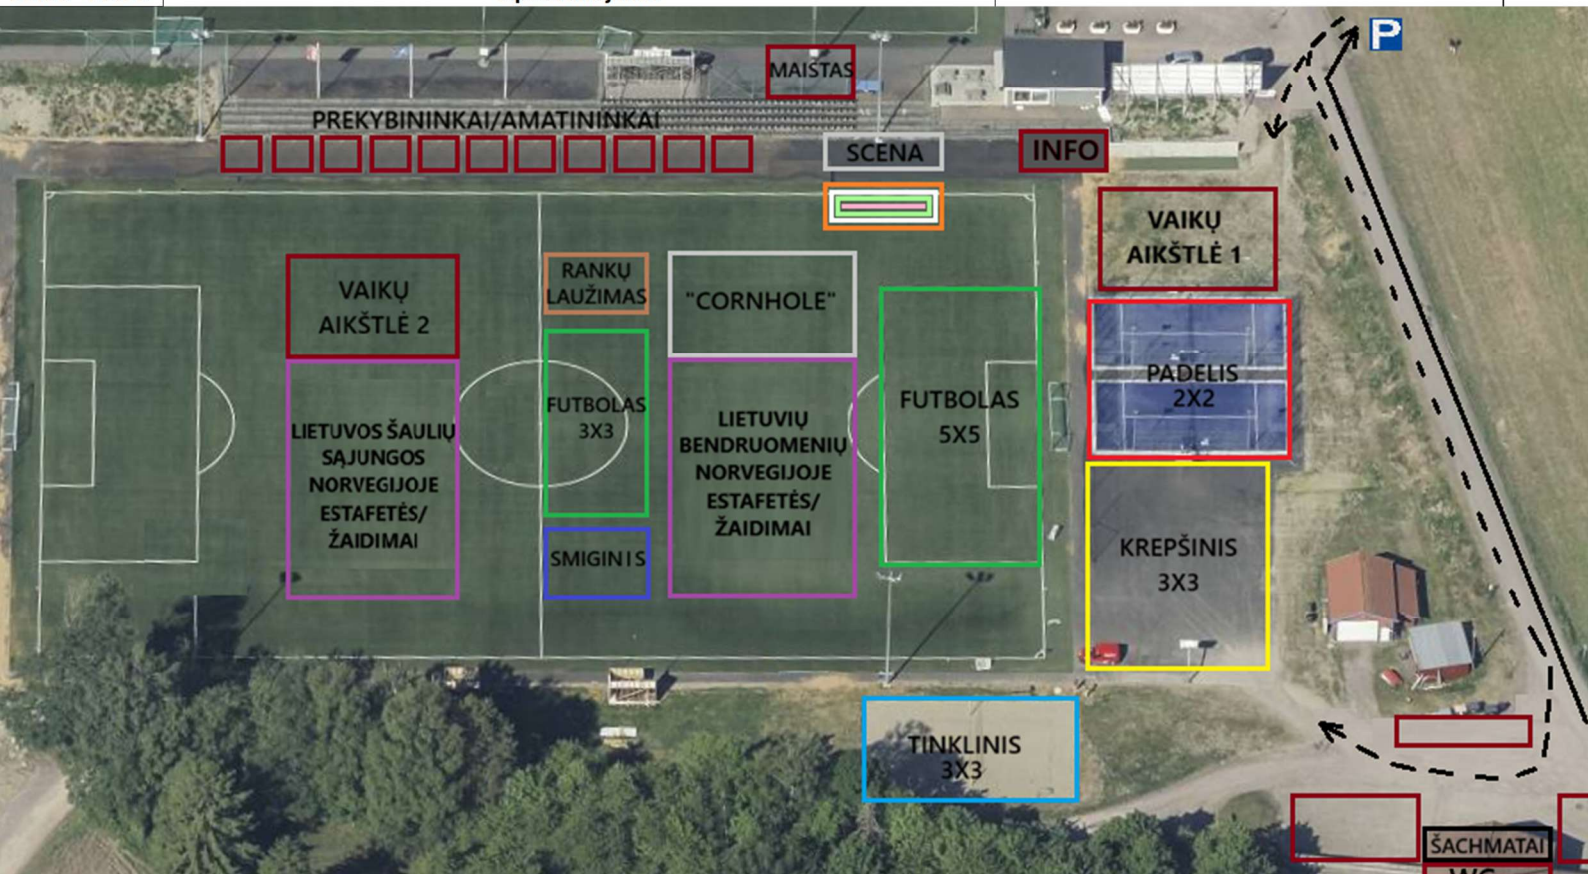 P
MAISTAS
PREKYBININKAI/AMATININKAI
SCENA
INFO
VAIKŲ
AIKŠTLĖ 1
VAIKŲ
AIKŠTLĖ 2
RANKŲ
LAUŽIMAS
"CORNHOLE"
PADELIS
2X2
FUTBOLAS
3X3
FUTBOLAS
5X5
LIETUVOS ŠAULIŲ
SĄJUNGOS
NORVEGIJOJE
ESTAFETĖS/
ŽAIDIMAI
LIETUVIŲ
BENDRUOMENIŲ
NORVEGIJOJE
ESTAFETĖS/
ŽAIDIMAI
SMIGINIS
KREPŠINIS
3X3
TINKLINIS
3X3
ŠACHMATAI
WC